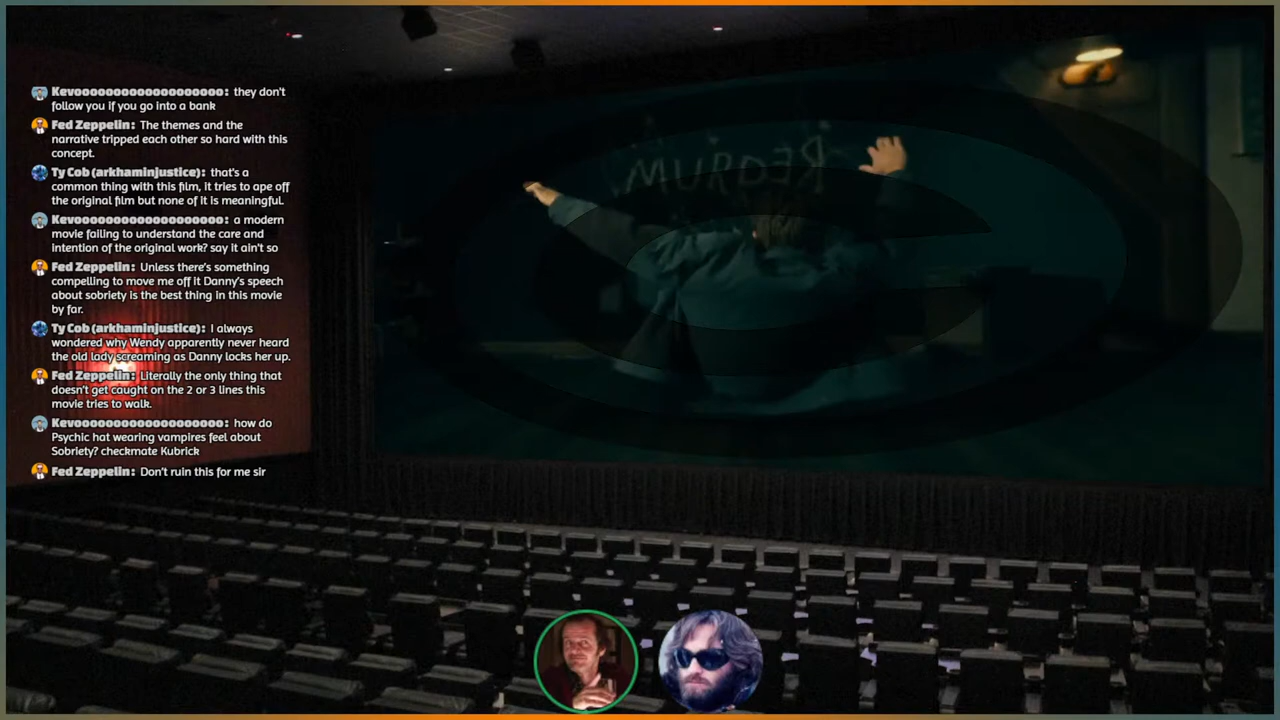 Kevooooooooooooooooooo: they don't
follow you if you go into a bank
Fed Zeppelin: The themes and the
narrative tripped each other so hard with this
concept.
Ty Cob (arkhaminjustice): that's a
common thing with this film, it tries to ape off
the original film but none of it is meaningful.
Kevooooooooooooooooooo: a modern
movie failing to understand the care and
intention of the original work? say it ain't so
Fed Zeppelin: Unless there's something
compelling to move me off it Danny's speech
about sobriety is the best thing in this movie
by far.
Ty Cob (arkhaminjustice): I always
wondered why Wendy apparently never heard
the old lady screaming as Danny locks her up.
Fed Zeppelin: Literally the only thing that
doesn't get caught on the 2 or 3 lines this
movie tries to walk.
Kevooooooooooooooooooo: how do
Psychic hat wearing vampires feel about
Sobriety? checkmate Kubrick
Fed Zeppelin: Don't ruin this for me sir
REDRUM